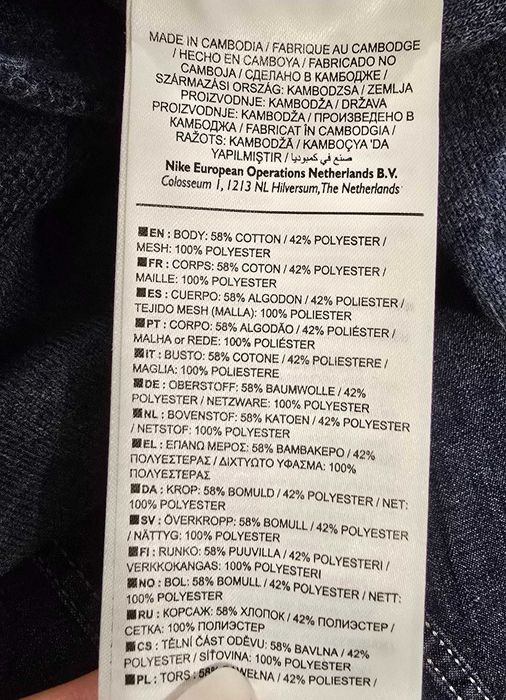 MADE IN CAMBODIA / FABRIQUE AU CAMBODGE
/ HECHO EN CAMBOYA / FABRICADO NO
CAMBOJA / СДЕЛАНО В КАМБОДЖЕ /
SZÁRMAZÁSI ORSZÁG: KAMBODZSA / ZEMLJA
PROIZVODNJE: KAMBODŽA / DRŽAVA
PROIZVODNJE: KAMBODŽA / ПРОИЗВЕДЕНО В
КАМБОДЖА / FABRICAT ÎN CAMBODGIA /
RAŽOTS: KAMBODŽĀ / KAMBOÇYA 'DA
YAPILMIŞTIR / صنع في كمبوديا
Nike European Operations Netherlands B.V.
Colosseum 1, 1213 NL Hilversum, The Netherlands
EN : BODY: 58% COTTON / 42% POLYESTER /
MESH: 100% POLYESTER
FR : CORPS: 58% COTON / 42% POLYESTER /
MAILLE: 100% POLYESTER
ES : CUERPO: 58% ALGODON / 42% POLIESTER /
TEJIDO MESH (MALLA): 100% POLIESTER
PT : CORPO: 58% ALGODÃO / 42% POLIÉSTER /
MALHA or REDE: 100% POLIÉSTER
IT : BUSTO: 58% COTONE / 42% POLIESTERE /
MAGLIA: 100% POLIESTERE
DE : OBERSTOFF: 58% BAUMWOLLE / 42%
POLYESTER / NETZWARE: 100% POLYESTER
NL : BOVENSTOF: 58% KATOEN / 42% POLYESTER
/ NETSTOF: 100% POLYESTER
EL : ΕΠΑΝΩ ΜΕΡΟΣ: 58% ΒΑΜΒΑΚΕΡΟ / 42%
ΠΟΛΥΕΣΤΕΡΑΣ / ΔΙΧΤΥΩΤΟ ΥΦΑΣΜΑ: 100%
ΠΟΛΥΕΣΤΕΡΑΣ
DA : KROP: 58% BOMULD / 42% POLYESTER / NET:
100% POLYESTER
SV : ÖVERKROPP: 58% BOMULL / 42% POLYESTER
/ NÄTTYG: 100% POLYESTER
FI : RUNKO: 58% PUUVILLA / 42% POLYESTERI /
VERKKOKANGAS: 100% POLYESTERI
NO : BOL: 58% BOMULL / 42% POLYESTER / NETT:
100% POLYESTER
RU : КОРСАЖ: 58% ХЛОПОК / 42% ПОЛИЭСТЕР /
СЕТКА: 100% ПОЛИЭСТЕР
CS : TĚLNÍ ČÁST ODĚVU: 58% BAVLNA / 42%
POLYESTER / SÍŤOVINA: 100% POLYESTER
PL : TORS: 58% / 42% POLIESTER /